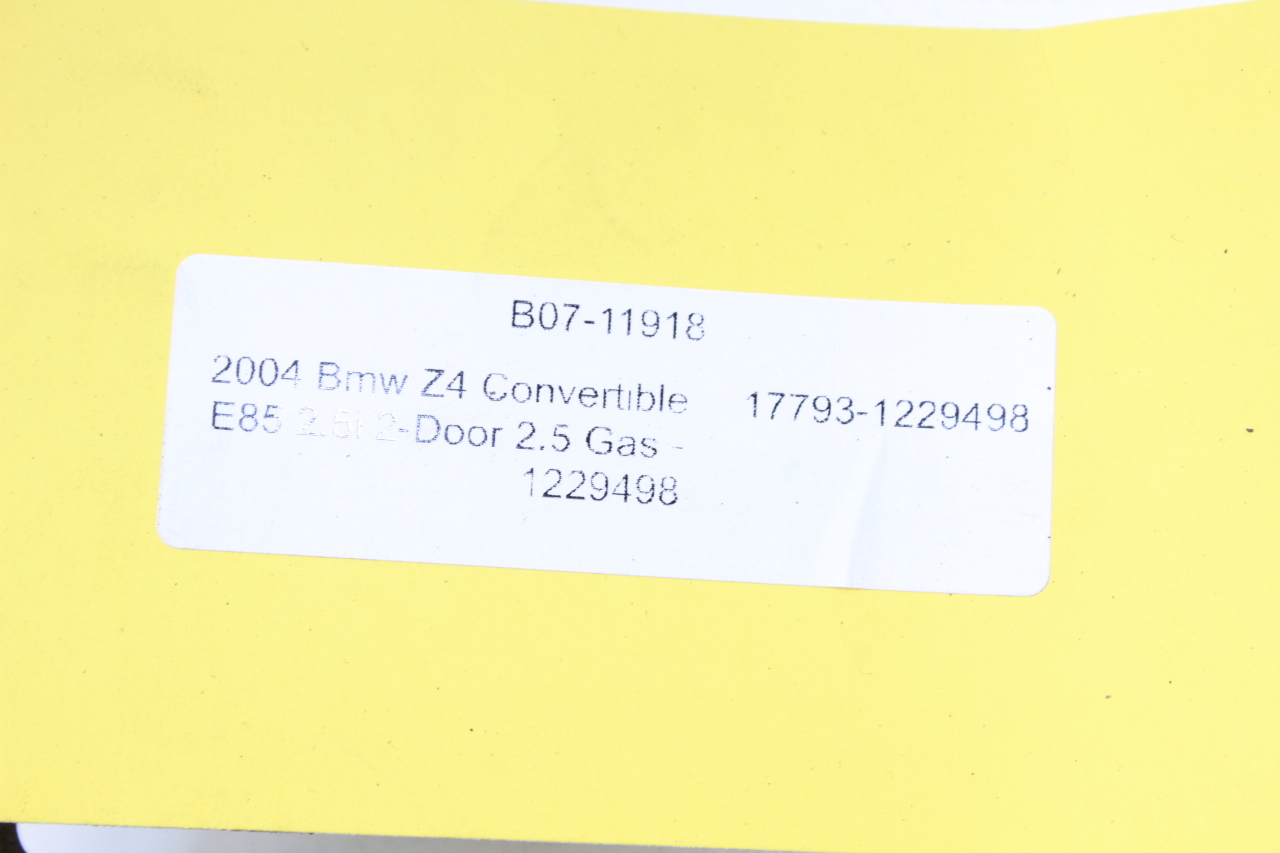 B07-11918
2004 Bmw Z4 Convertible 17793-1229498
E85 2.5i 2-Door 2.5 Gas -
1229498